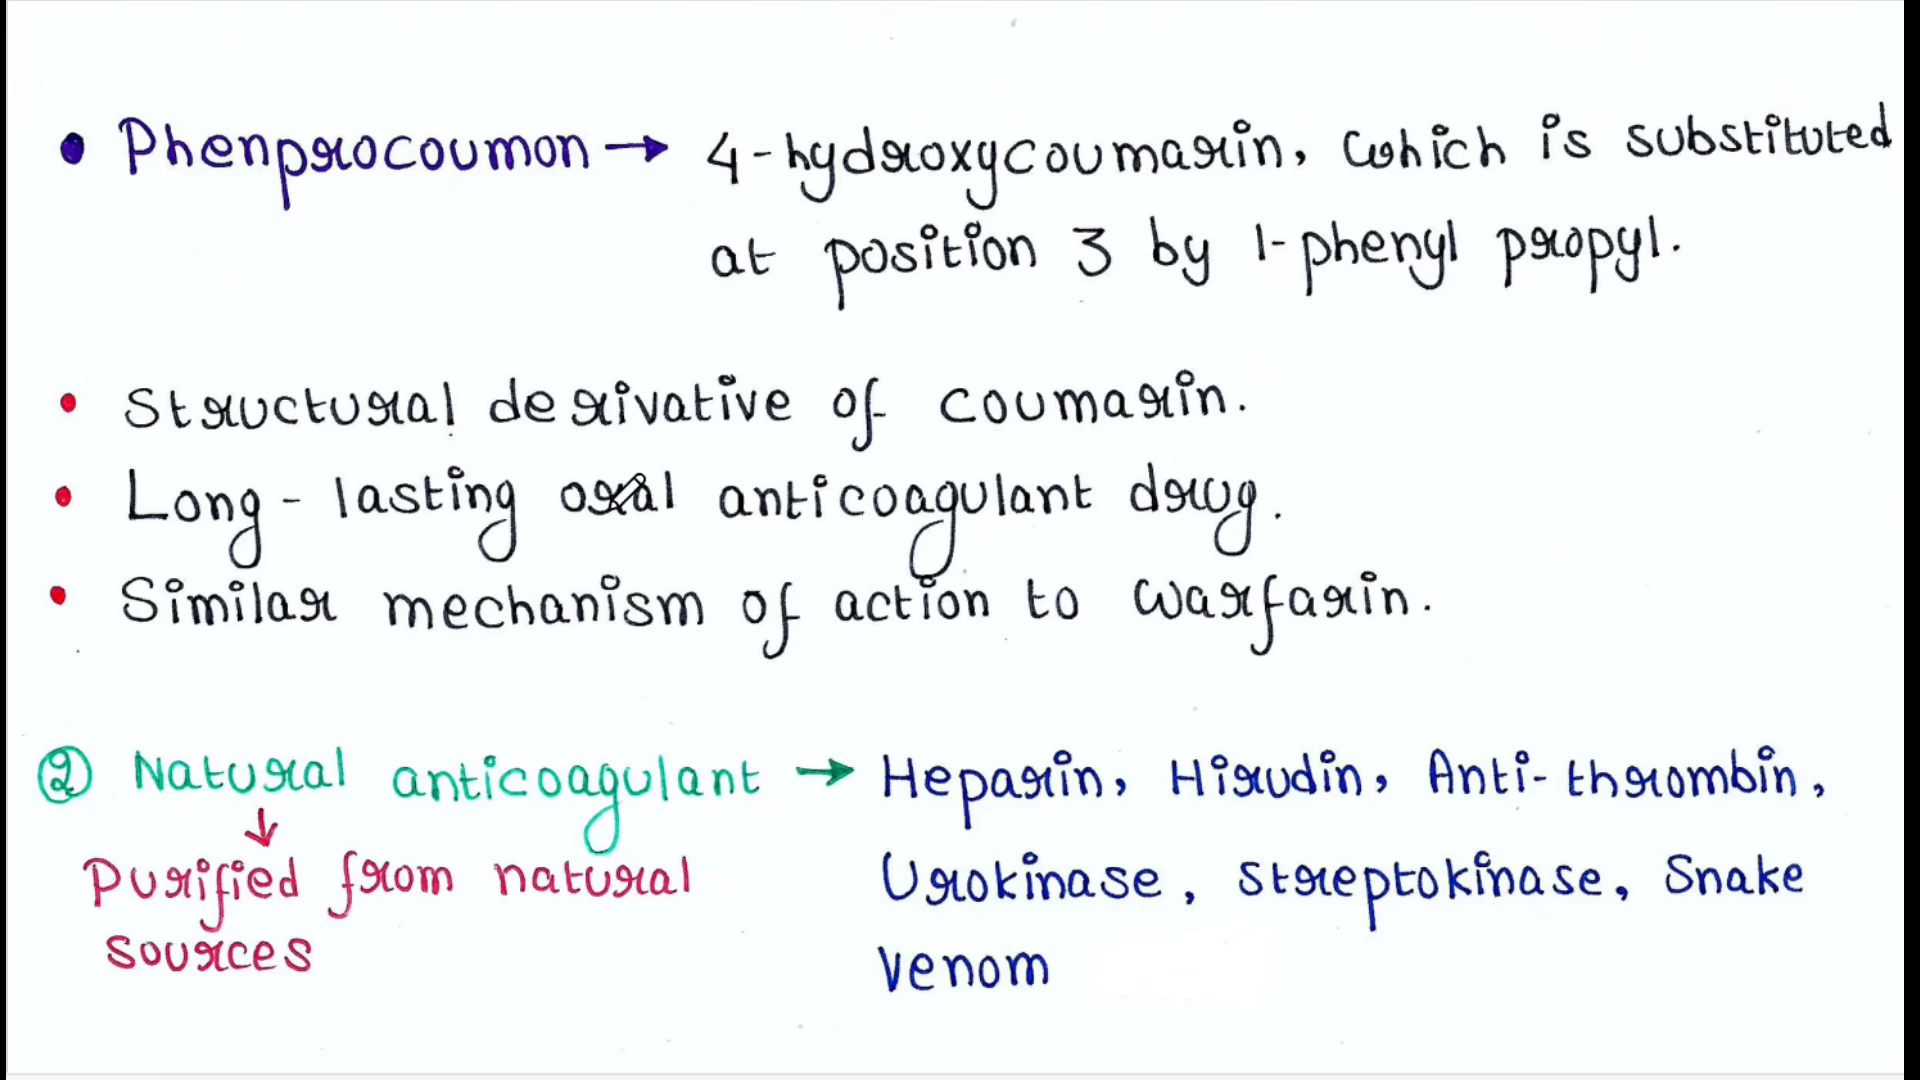 • Phenprocoumon → 4-hydroxycoumarin, which is substituted
at position 3 by 1-phenyl propyl.
• Structural derivative of coumarin.
• Long-lasting oral anticoagulant drug.
• Similar mechanism of action to warfarin.
② Natural anticoagulant → Heparin, Hirudin, Anti-thrombin,
↓
Purified from natural
sources
Urokinase, Streptokinase, Snake
venom